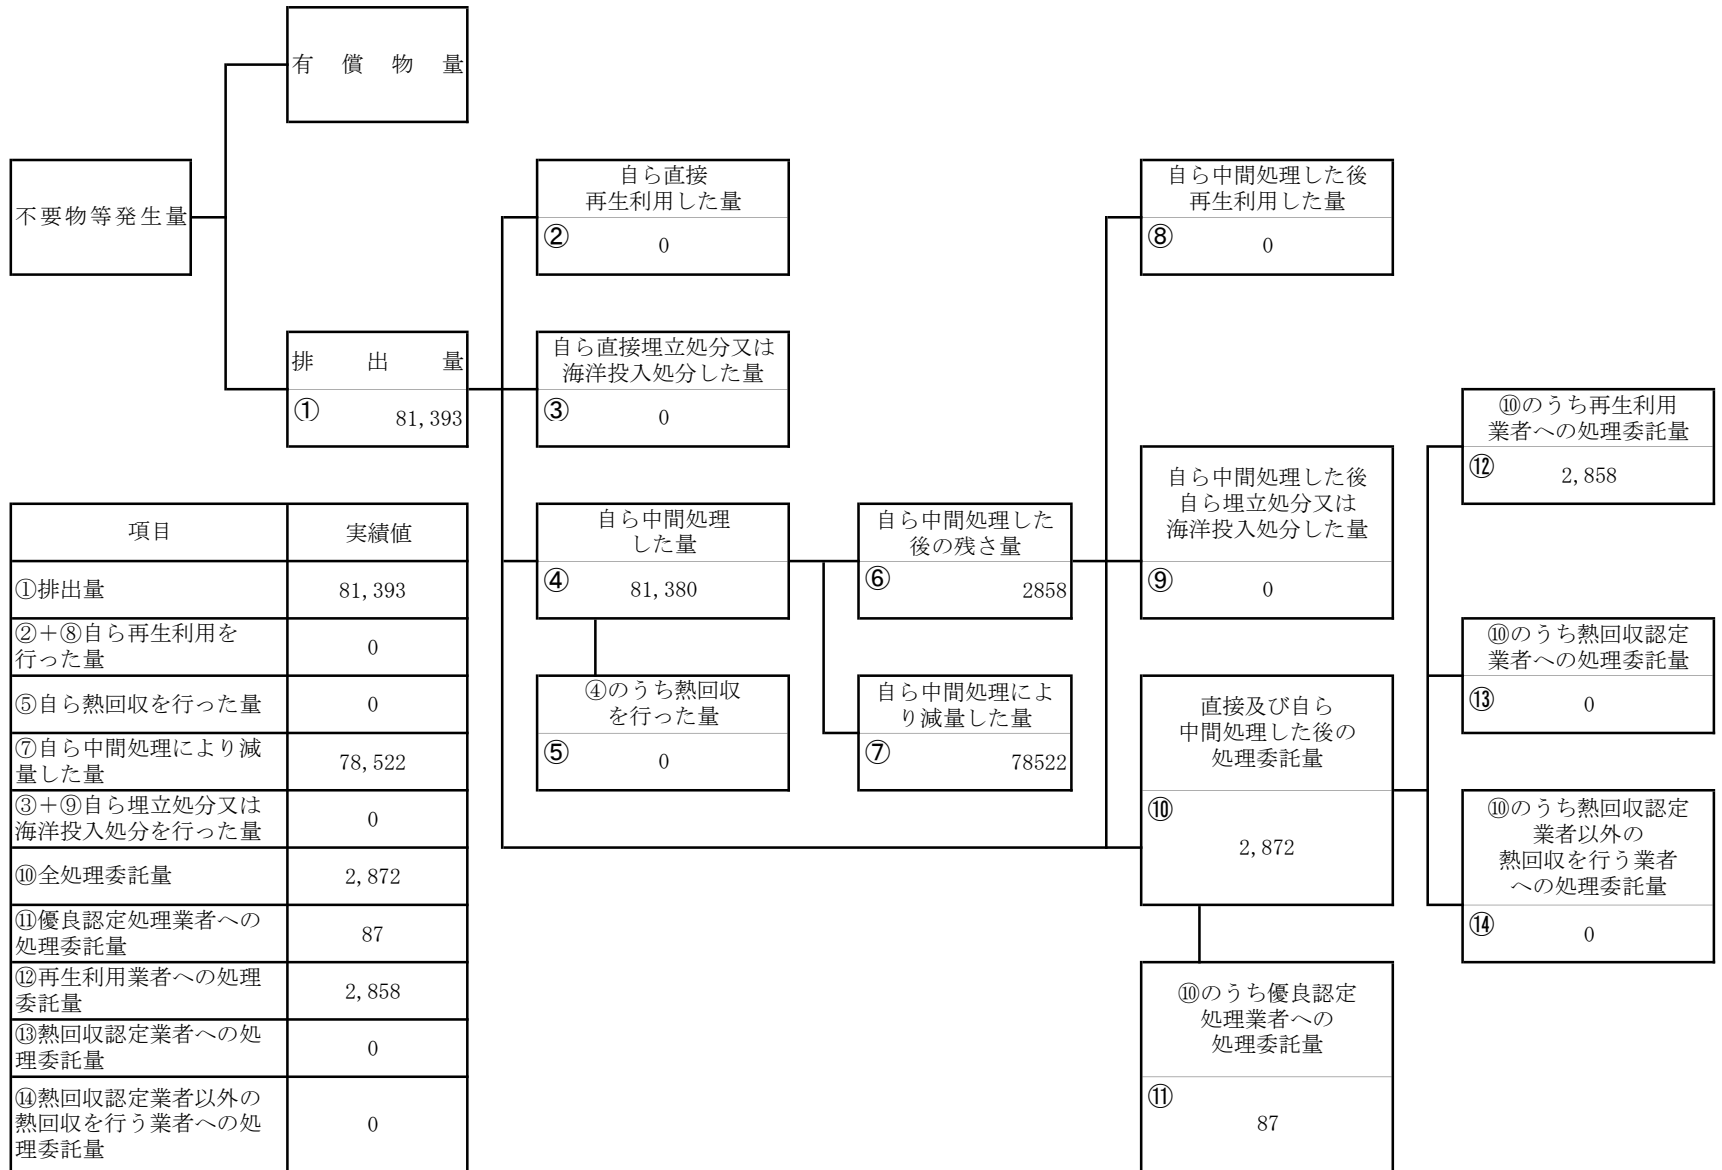 有償物量
不要物等発生量
排出量
①
81,393
自ら直接
再生利用した量
②
0
自ら直接埋立処分又は
海洋投入処分した量
③
0
自ら中間処理
した量
④
81,380
④のうち熱回収
を行った量
⑤
0
自ら中間処理した
後の残さ量
⑥
2858
自ら中間処理によ
り減量した量
⑦
78522
自ら中間処理した後
再生利用した量
⑧
0
自ら中間処理した後
自ら埋立処分又は
海洋投入処分した量
⑨
0
直接及び自ら
中間処理した後の
処理委託量
⑩
2,872
⑩のうち優良認定
処理業者への
処理委託量
⑪
87
⑩のうち再生利用
業者への処理委託量
⑫
2,858
⑩のうち熱回収認定
業者への処理委託量
⑬
0
⑩のうち熱回収認定
業者以外の
熱回収を行う業者
への処理委託量
⑭
0
項目 実績値
①排出量 81,393
②+⑧自ら再生利用を
行った量 0
⑤自ら熱回収を行った量 0
⑦自ら中間処理により減
量した量 78,522
③+⑨自ら埋立処分又は
海洋投入処分を行った量 0
⑩全処理委託量 2,872
⑪優良認定処理業者への
処理委託量 87
⑫再生利用業者への処理
委託量 2,858
⑬熱回収認定業者への処
理委託量 0
⑭熱回収認定業者以外の
熱回収を行う業者への処
理委託量 0